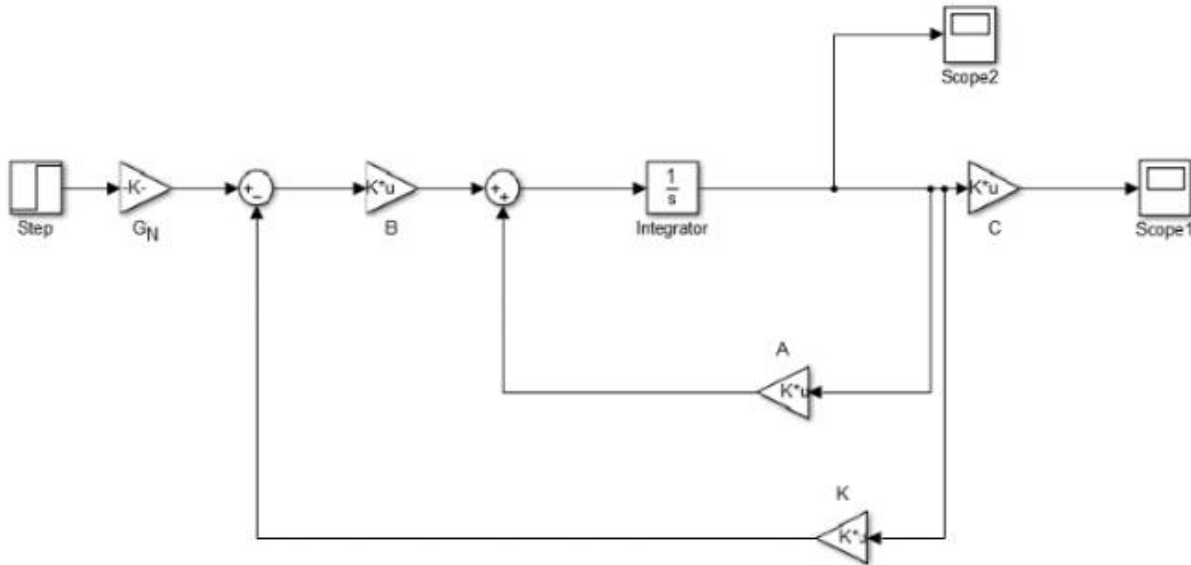 Scope2
Step
-K-
G_N
+
−
K*u
B
+
+
1
s
Integrator
K*u
C
Scope1
A
K*u
K
K*